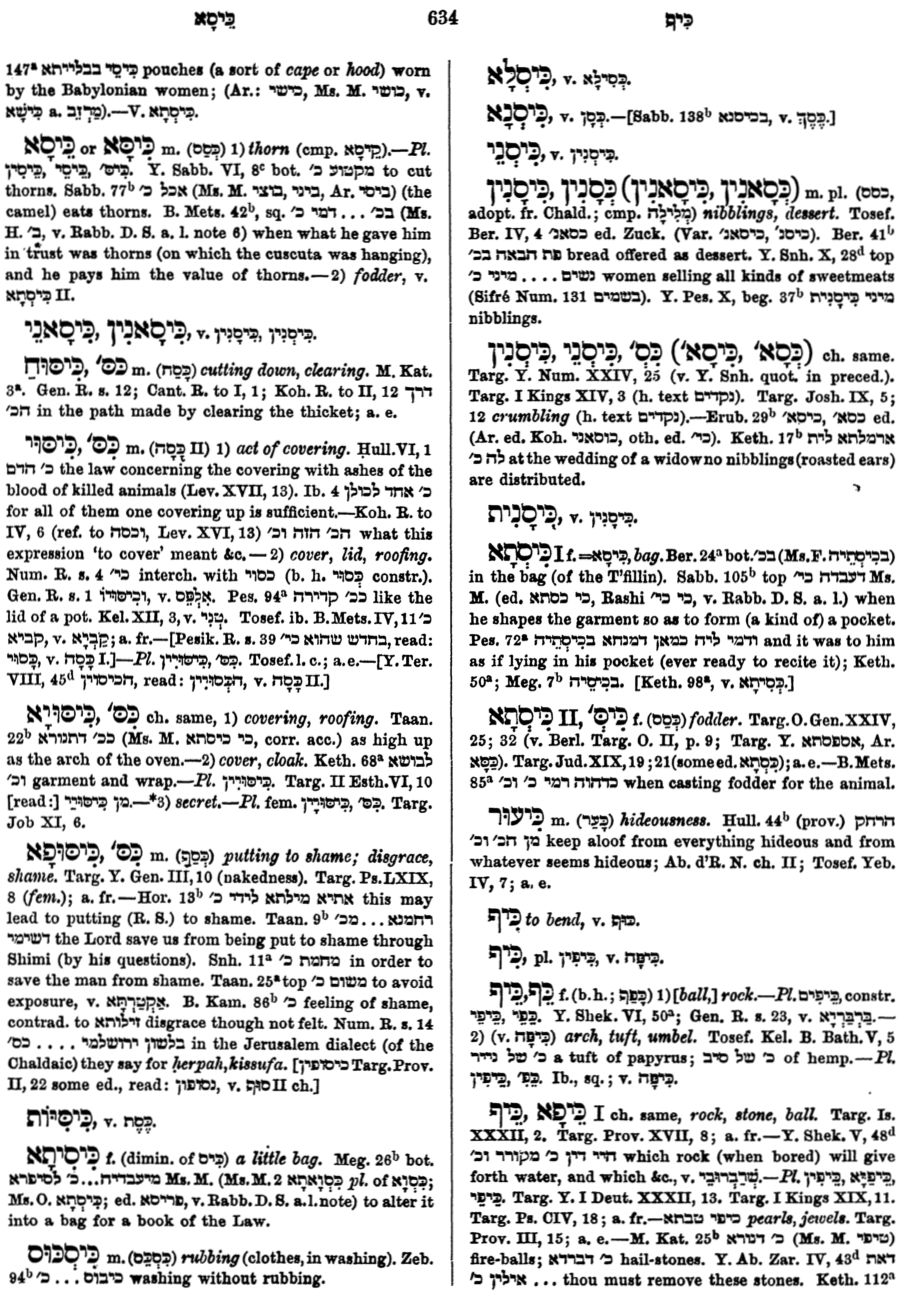 כֵּיסָא 634 כִּיף
147ᵃ כִּיסֵי בבלייתא pouches (a sort of cape or hood) worn
by the Babylonian women; (Ar.: כישי׳, Ms. M. כושי׳, v.
כִּישָׁא a. מַרְזֵב).—V. כִּיסְתָא.
כֵּיסָא or כִּיסָּא m. (כָּסַס) 1) thorn (cmp. קֵיסָא).—Pl.
כֵּיסִין, כֵּיסֵי, כִּיסּ׳. Y. Sabb. VI, 8ᶜ bot. מקטוע כ׳ to cut
thorns. Sabb. 77ᵇ אכל כ׳ (Ms. M. ביני, בוצי, Ar. ביסי) (the
camel) eats thorns. B. Mets. 42ᵇ, sq. דמי כ׳ ... בכ׳ (Ms.
H. ב׳, v. Rabb. D. S. a. l. note 6) when what he gave him
in trust was thorns (on which the cuscuta was hanging),
and he pays him the value of thorns.—2) fodder, v.
כִּיסְתָא II.
כִּיסָאנִין, כִּיסָאנֵי, v. כִּיסָנִין, כִּיסְנִין.
כִּיסּוּחַ, כִּסּ׳ m. (כָּסַח) cutting down, clearing. M. Kat.
3ᵃ. Gen. R. s. 12; Cant. R. to I, 1; Koh. R. to II, 12 דרך
הכ׳ in the path made by clearing the thicket; a. e.
כִּיסּוּי, כִּסּ׳ m. (כָּסָה II) 1) act of covering. Ḥull. VI, 1
כ׳ הדם the law concerning the covering with ashes of the
blood of killed animals (Lev. XVII, 13). Ib. 4 כ׳ אחד לכולן
for all of them one covering up is sufficient.—Koh. R. to
IV, 6 (ref. to וכסה, Lev. XVI, 13) הכ׳ הזה וכ׳ what this
expression ‘to cover’ meant &c.—2) cover, lid, roofing.
Num. R. s. 4 כי׳ interch. with כסוי (b. h. כְּסוּי constr.).
Gen. R. s. 1 וכיסויו, v. אִלְפָּס. Pes. 94ᵃ ככ׳ קדירה like the
lid of a pot. Kel. XII, 3, v. טְנִי. Tosef. ib. B. Mets. IV, 11 כ׳
קביא, v. קַבְיָא; a. fr.—[Pesik. R. s. 39 בחדש שהוא כי׳, read:
כָּסוּי, v. כָּסָה I.]—Pl. כִּיסּוּיִין, כִּסּ׳. Tosef. l. c.; a. e.—[Y. Ter.
VIII, 45ᵈ הכיסוין, read: הַכְּסוּיִין, v. כָּסָה II.]
כִּיסּוּיָא, כִּסּ׳ ch. same, 1) covering, roofing. Taan.
22ᵇ ככ׳ דתנורא (Ms. M. כי כיסתא, corr. acc.) as high up
as the arch of the oven.—2) cover, cloak. Keth. 68ᵃ לבושא
וכ׳ garment and wrap.—Pl. כִּיסּוּיִין. Targ. II Esth. VI, 10
[read:] מן כִּיסּוּיֵי.—*3) secret.—Pl. fem. כִּיסּוּיָין, כִּסּ׳. Targ.
Job XI, 6.
כִּיסּוּפָא, כִּסּ׳ m. (כְּסַף) putting to shame; disgrace,
shame. Targ. Y. Gen. III, 10 (nakedness). Targ. Ps. LXIX,
8 (fem.); a. fr.—Hor. 13ᵇ אתיא מילתא לידי כ׳ this may
lead to putting (R. S.) to shame. Taan. 9ᵇ רחמנא...מכ׳
דשימי the Lord save us from being put to shame through
Shimi (by his questions). Snh. 11ᵃ מחמת כ׳ in order to
save the man from shame. Taan. 25ᵃ top משום כ׳ to avoid
exposure, v. אַקְטַרְתָּא. B. Kam. 86ᵇ כ׳ feeling of shame,
contrad. to זילותא disgrace though not felt. Num. R. s. 14
בלשון ירושלמי .... כס׳ in the Jerusalem dialect (of the
Chaldaic) they say for ḥerpah, kissufa. [כיסופין Targ. Prov.
II, 22 some ed., read: נסופון, v. סוּף II ch.]
כִּיסּוּת, v. כֶּסֶת.
כִּיסִיתָא f. (dimin. of כִּיס) a little bag. Meg. 26ᵇ bot.
מיעבדיה...כ׳ לסיפרא Ms. M. (Ms. M. 2 כִּסְוָאתָא pl. of כִּסְוָא;
Ms. O. כִּיסְתָא; ed. פריסא, v. Rabb. D. S. a. l. note) to alter it
into a bag for a book of the Law.
כִּיסְכּוּס m. (כִּסְכֵּס) rubbing (clothes, in washing). Zeb.
94ᵇ כיבוס ... כ׳ washing without rubbing.
כִּיסְלָא, v. כְּסִילָא.
כִּיסְנָא, v. כְּסָן.—[Sabb. 138ᵇ בכיסנא, v. כֶּסֶךְ.]
כִּיסְנֵי, v. כִּיסְנִין.
כִּיסָנִין, כִּסָנִין (כִּיסָאנִין, כִּסָאנִין) m. pl. (כסס,
adopt. fr. Chald.; cmp. מְלִילָה) nibblings, dessert. Tosef.
Ber. IV, 4 כסאנ׳ ed. Zuck. (Var. כיסנ׳, כיסאנ׳). Ber. 41ᵇ
פת הבאה בכ׳ bread offered as dessert. Y. Snh. X, 28ᵈ top
נשים .... מיני כ׳ women selling all kinds of sweetmeats
(Sifré Num. 131 בשמים). Y. Pes. X, beg. 37ᵇ מיני כִּיסָנִית
nibblings.
כִּיסְנִין, כִּיסְנֵי, כִּסְ׳ (כִּיסָא׳, כִּסָא׳) ch. same.
Targ. Y. Num. XXIV, 25 (v. Y. Snh. quot. in preced.).
Targ. I Kings XIV, 3 (h. text נקדים). Targ. Josh. IX, 5;
12 crumbling (h. text נקדים).—Erub. 29ᵇ כסא׳, כיסא׳ ed.
(Ar. ed. Koh. כוסאני, oth. ed. כי׳). Keth. 17ᵇ ארמלתא לית
לה כ׳ at the wedding of a widow no nibblings (roasted ears)
are distributed.
כִּיסָנִית, v. כִּיסָנִין.
כִּיסְתָא I f.=כִּיסָא, bag. Ber. 24ᵃ bot. בכ׳ (Ms. F. בכיסתיה)
in the bag (of the T’fillin). Sabb. 105ᵇ top דעבדה כי׳ Ms.
M. (ed. כי כסתא, Rashi כי כי׳, v. Rabb. D. S. a. l.) when
he shapes the garment so as to form (a kind of) a pocket.
Pes. 72ᵃ ודמי ליה כמאן דמנחא בכִיסְתֵּיה and it was to him
as if lying in his pocket (ever ready to recite it); Keth.
50ᵃ; Meg. 7ᵇ בכיסיה. [Keth. 98ᵃ, v. כְּסִיתָא.]
כִּיסְתָא II, כִּיסְ׳ f. (כְּסַס) fodder. Targ. O. Gen. XXIV,
25; 32 (v. Berl. Targ. O. II, p. 9; Targ. Y. אספסתא, Ar.
כַּסָּא). Targ. Jud. XIX, 19; 21 (some ed. כְּסְתָא); a. e.—B. Mets.
85ᵃ כדהוה רמי כ׳ וכ׳ when casting fodder for the animal.
כִּיעוּר m. (כָּעַר) hideousness. Ḥull. 44ᵇ (prov.) הרחק
מן הכ׳ וכ׳ keep aloof from everything hideous and from
whatever seems hideous; Ab. d’R. N. ch. II; Tosef. Yeb.
IV, 7; a. e.
כִּיף to bend, v. כּוּף.
כִּיף, pl. כִּיפִין, v. כִּיפָּה.
כֵּיף, כֵּף f. (b. h.; כָּפַף) 1) [ball,] rock.—Pl. כֵּיפִים, constr.
כֵּיפֵי, כֵּפֵי. Y. Shek. VI, 50ᵃ; Gen. R. s. 23, v. בַּרְבַּרְיָא.—
2) (v. כִּיפָּה) arch, tuft, umbel. Tosef. Kel. B. Bath. V, 5
כ׳ של נייר a tuft of papyrus; כ׳ של סיב of hemp.—Pl.
כֵּיפִין, כֵּפִ׳. Ib., sq.; v. כִּיפָּה.
כֵּיפָא, כֵּיף I ch. same, rock, stone, ball. Targ. Is.
XXXII, 2. Targ. Prov. XVII, 8; a. fr.—Y. Shek. V, 48ᵈ
הידי דין כ׳ מקורר וכ׳ which rock (when bored) will give
forth water, and which &c., v. שַׁרְבְּרוּבֵי.—Pl. כֵּיפַיָּא, כֵּיפִין,
כֵּיפֵי. Targ. Y. I Deut. XXXII, 13. Targ. I Kings XIX, 11.
Targ. Ps. CIV, 18; a. fr.—כיפי טבתא pearls, jewels. Targ.
Prov. III, 15; a. e.—M. Kat. 25ᵇ כ׳ דנורא (Ms. M. טיפי׳)
fire-balls; כ׳ דברדא hail-stones. Y. Ab. Zar. IV, 43ᵈ דאת
אילין כ׳ ... thou must remove these stones. Keth. 112ᵃ